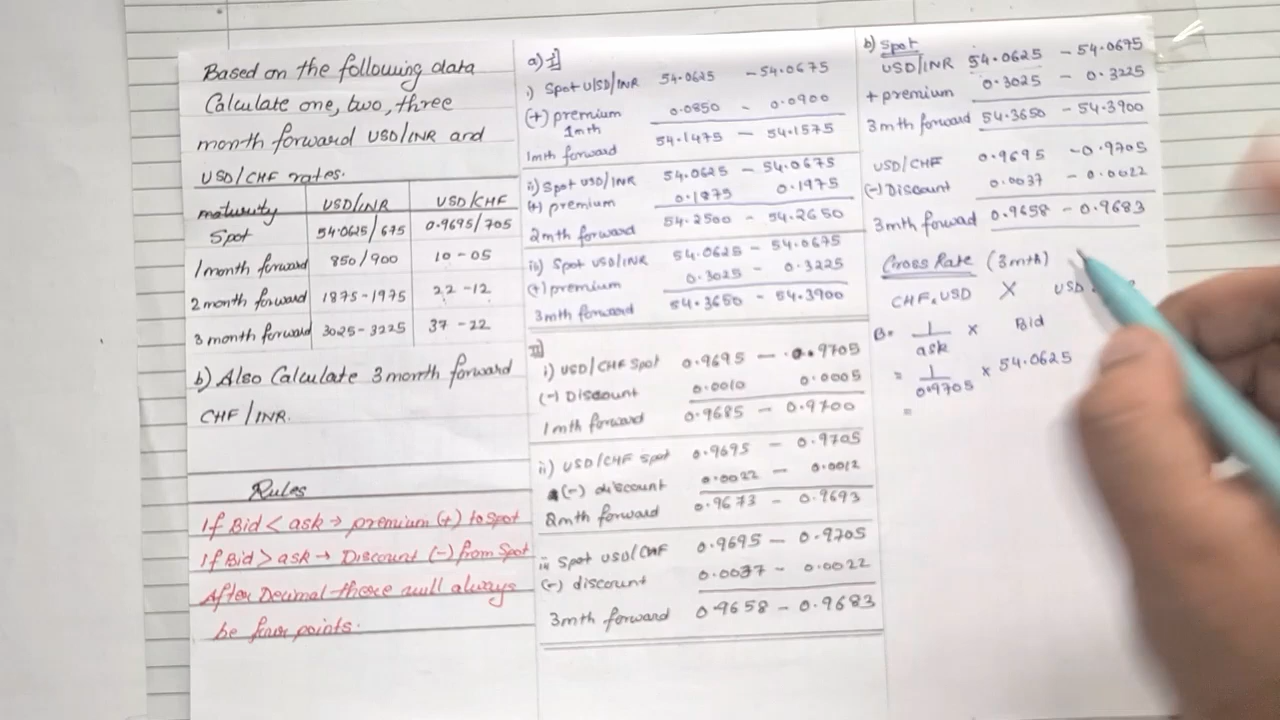 Based on the following data
Calculate one, two, three
month forward USD/INR and
USD/CHF rates.
maturity USD/INR USD/CHF
Spot 54.0625/675 0.9695/705
1 month forward 850/900 10-05
2 month forward 1875-1975 22-12
3 month forward 3025-3225 37-22
b) Also Calculate 3 month forward
CHF/INR.
Rules
If Bid < ask → premium (+) to Spot
If Bid > ask → Discount (-) from Spot
After Decimal there will always
be four points.
a) I]
i) Spot USD/INR 54.0625 - 54.0675
(+) premium 0.0850 - 0.0900
1mth
1mth forward 54.1475 - 54.1575
ii) Spot USD/INR 54.0625 - 54.0675
(+) premium 0.1875 0.1975
2mth forward 54.2500 - 54.2650
iii) Spot USD/INR 54.0625 - 54.0675
(+) premium 0.3025 - 0.3225
3mth forward 54.3650 - 54.3900
II]
i) USD/CHF Spot 0.9695 - 0.9705
(-) Discount 0.0010 0.0005
1mth forward 0.9685 - 0.9700
ii) USD/CHF Spot 0.9695 - 0.9705
(-) discount 0.0022 - 0.0012
2mth forward 0.9673 - 0.9693
iii Spot USD/CHF 0.9695 - 0.9705
(-) discount 0.0037 - 0.0022
3mth forward 0.9658 - 0.9683
b) Spot
USD/INR 54.0625 - 54.0675
+ premium 0.3025 - 0.3225
3mth forward 54.3650 - 54.3900
USD/CHF 0.9695 - 0.9705
(-) Discount 0.0037 - 0.0022
3mth forward 0.9658 - 0.9683
Cross Rate (3mth)
CHF.USD X USD
B = 1/ask × Bid
= 1/0.9705 × 54.0625
=